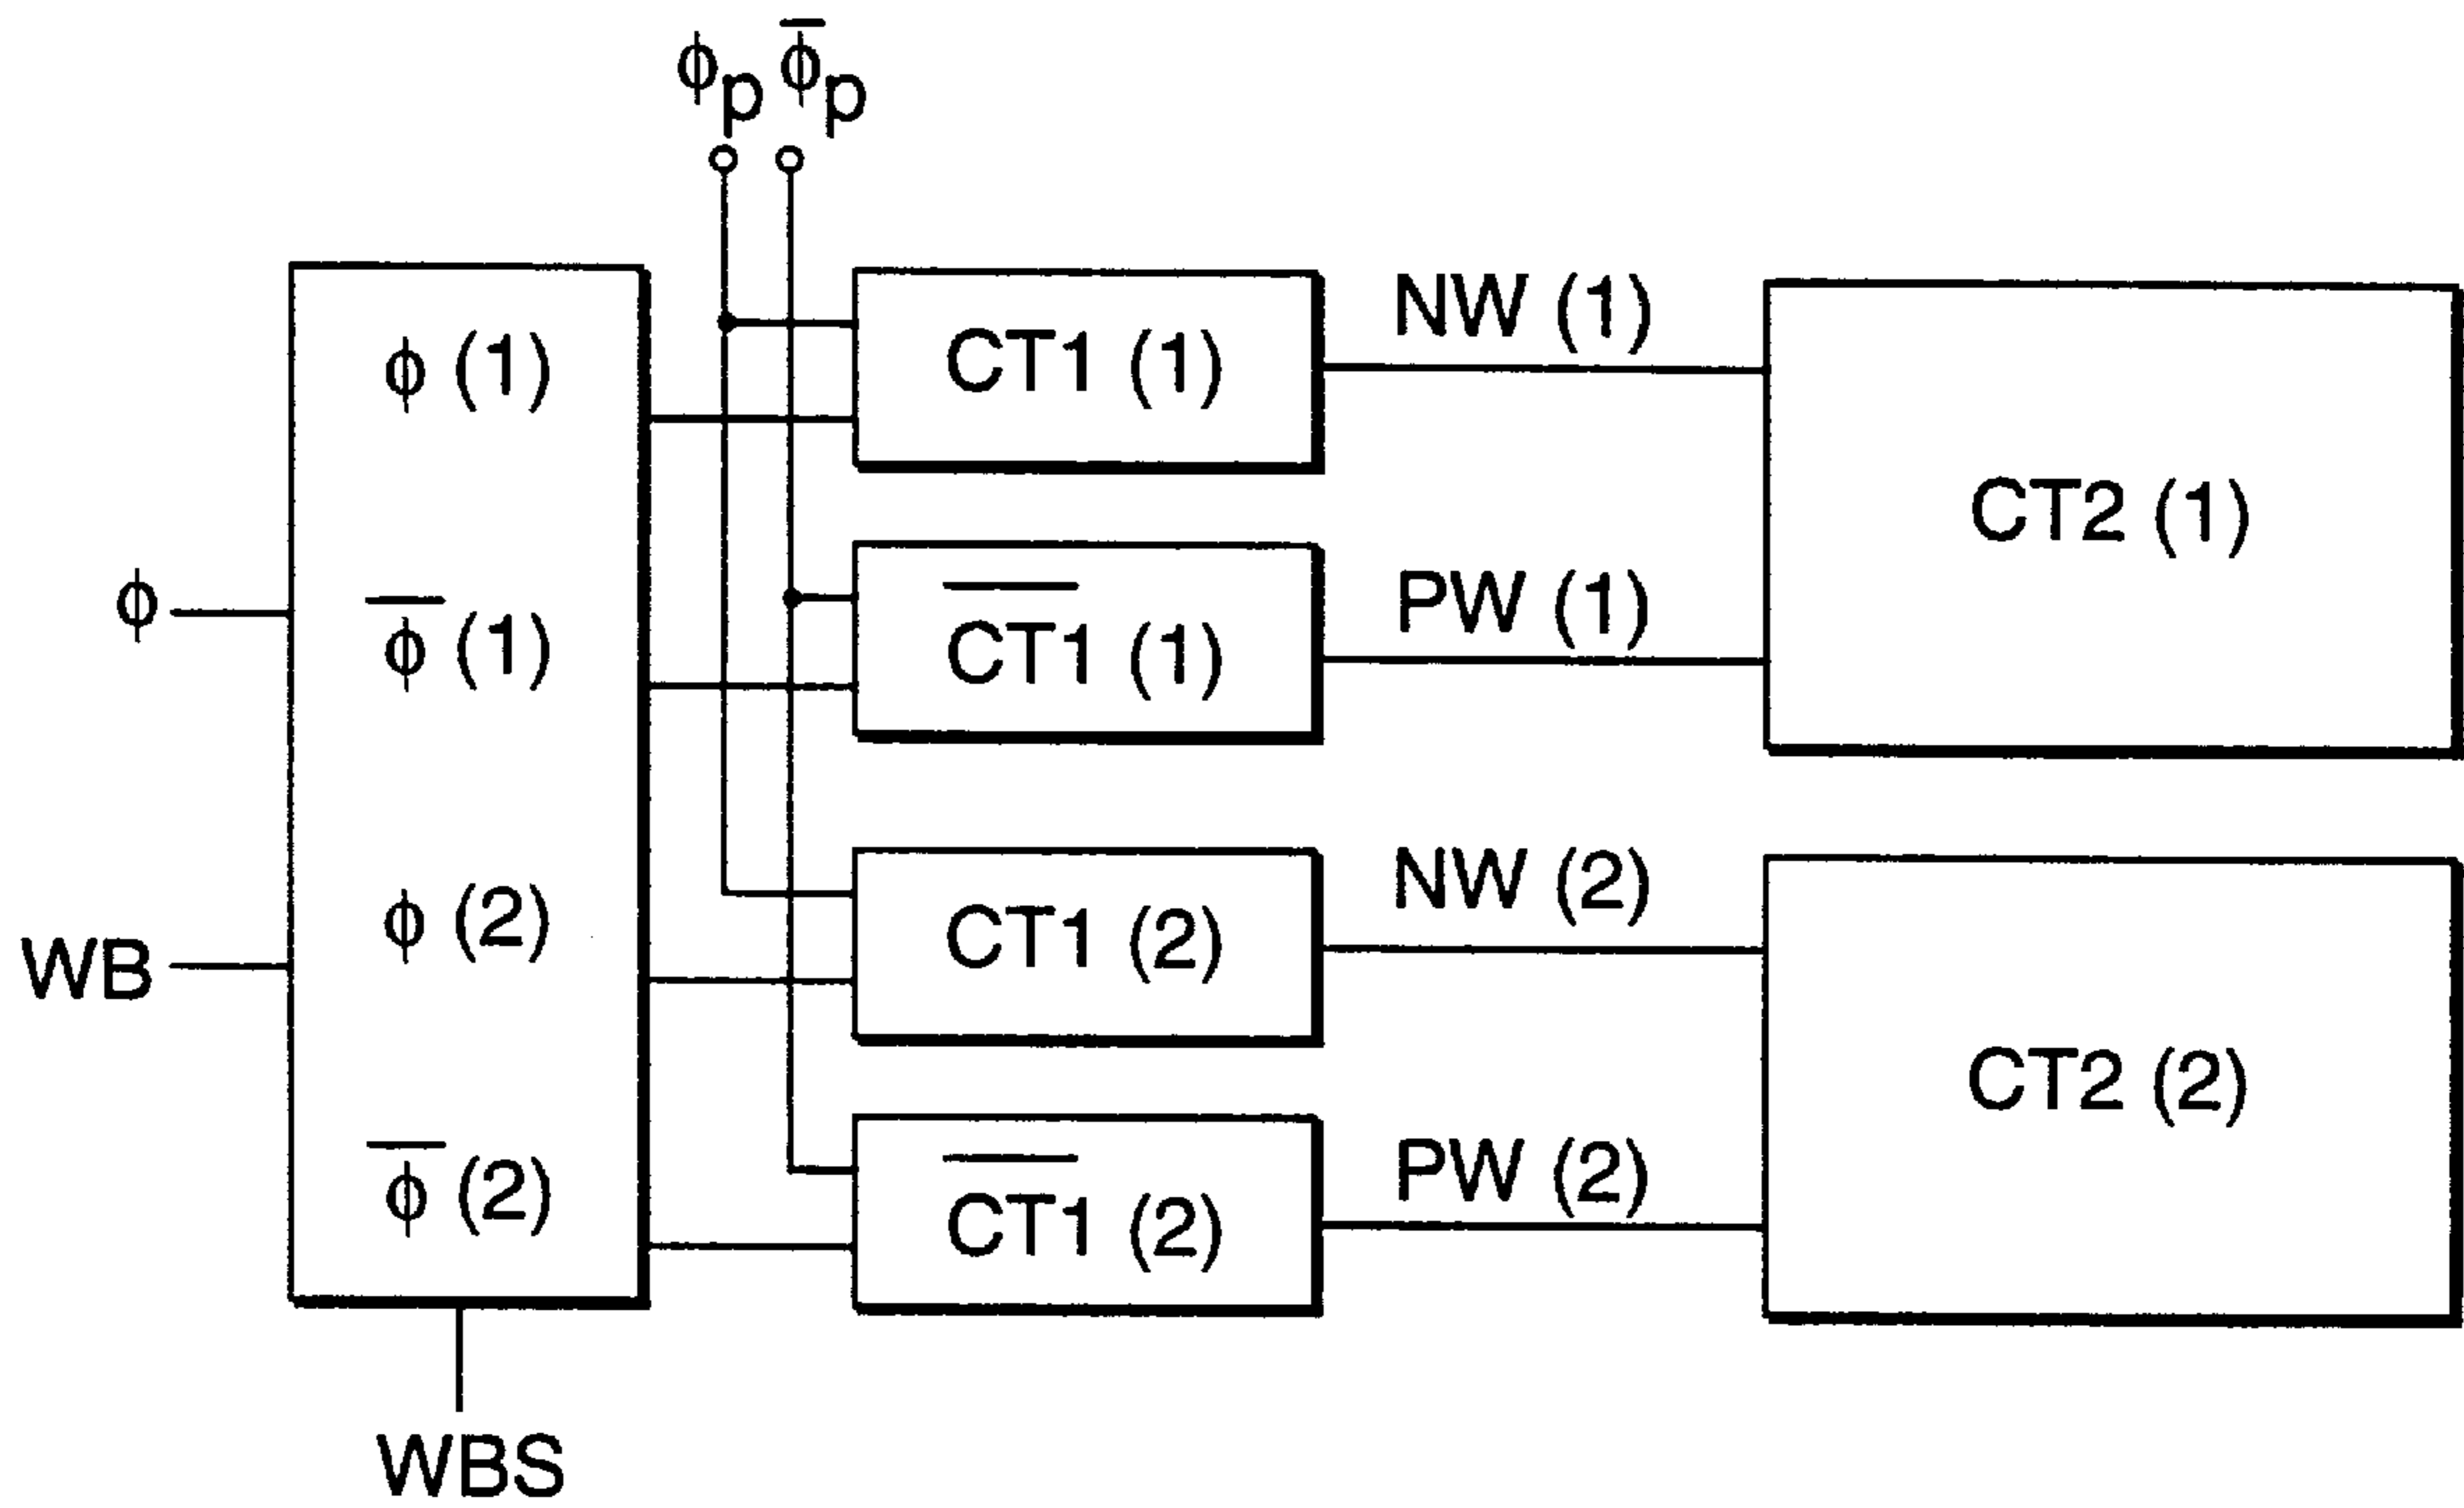 ϕp ϕ̅p
ϕ (1)
CT1 (1)
NW (1)
CT2 (1)
ϕ
ϕ̅ (1)
C̅T̅1̅ (1)
PW (1)
WB
ϕ (2)
CT1 (2)
NW (2)
CT2 (2)
ϕ̅ (2)
C̅T̅1̅ (2)
PW (2)
WBS